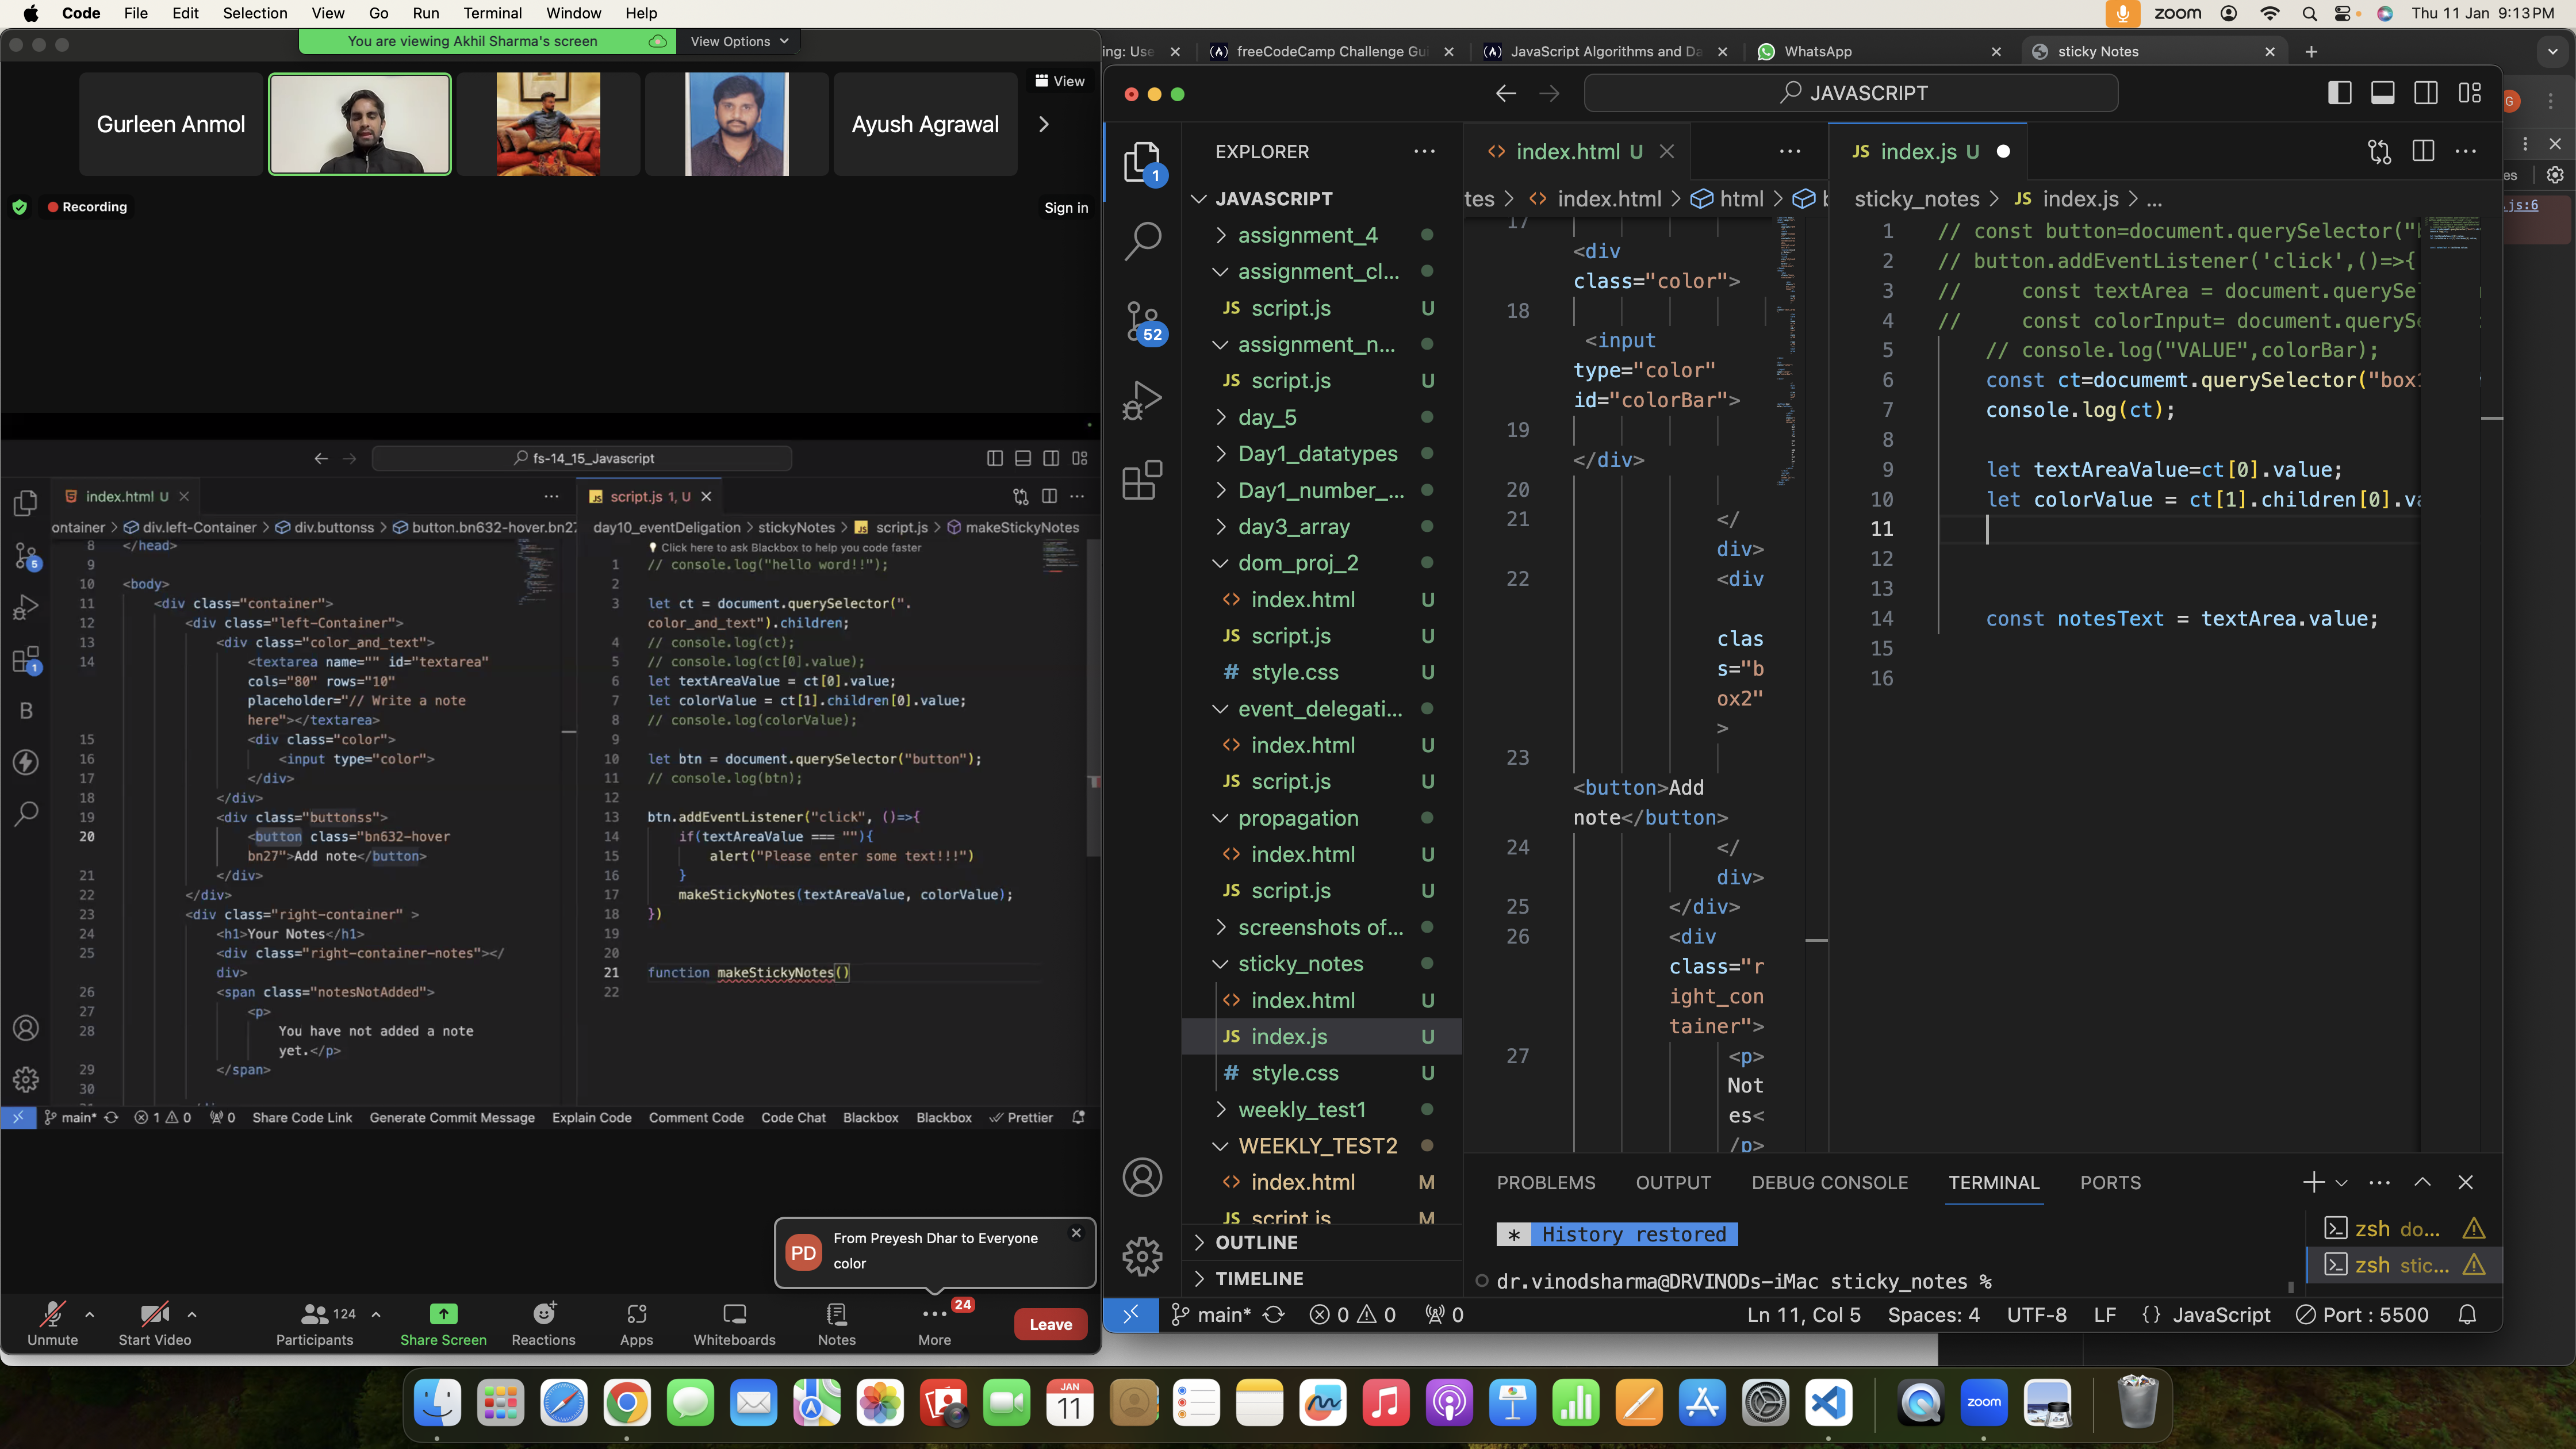 Code File Edit Selection View Go Run Terminal Window Help
zoom Thu 11 Jan 9:13 PM
You are viewing Akhil Sharma's screen View Options
ing: Use freeCodeCamp Challenge Gui JavaScript Algorithms and Da WhatsApp sticky Notes
View
Gurleen Anmol Ayush Agrawal
Recording
Sign in
fs-14_15_Javascript
index.html U script.js 1, U
ontainer > div.left-Container > div.buttonss > button.bn632-hover.bn27
day10_eventDeligation > stickyNotes > script.js > makeStickyNotes
8 </head>
9
10 <body>
11 <div class="container">
12 <div class="left-Container">
13 <div class="color_and_text">
14 <textarea name="" id="textarea"
cols="80" rows="10"
placeholder="// Write a note
here"></textarea>
15 <div class="color">
16 <input type="color">
17 </div>
18 </div>
19 <div class="buttonss">
20 <button class="bn632-hover
bn27">Add note</button>
21 </div>
22 </div>
23 <div class="right-container" >
24 <h1>Your Notes</h1>
25 <div class="right-container-notes"></
div>
26 <span class="notesNotAdded">
27 <p>
28 You have not added a note
yet.</p>
29 </span>
30
Click here to ask Blackbox to help you code faster
1 // console.log("hello word!!");
2
3 let ct = document.querySelector(".
color_and_text").children;
4 // console.log(ct);
5 // console.log(ct[0].value);
6 let textAreaValue = ct[0].value;
7 let colorValue = ct[1].children[0].value;
8 // console.log(colorValue);
9
10 let btn = document.querySelector("button");
11 // console.log(btn);
12
13 btn.addEventListener("click", ()=>{
14 if(textAreaValue === ""){
15 alert("Please enter some text!!!")
16 }
17 makeStickyNotes(textAreaValue, colorValue);
18 })
19
20
21 function makeStickyNotes()
22
5
1
B
main* 1 0 0 Share Code Link Generate Commit Message Explain Code Comment Code Code Chat Blackbox Blackbox Prettier
PD From Preyesh Dhar to Everyone
color
Unmute Start Video Participants 124 Share Screen Reactions Apps Whiteboards Notes More 24 Leave
JAVASCRIPT
G
es
.js:6
1
52
EXPLORER
JAVASCRIPT
assignment_4
assignment_cl...
JS script.js U
assignment_n...
JS script.js U
day_5
Day1_datatypes
Day1_number_...
day3_array
dom_proj_2
index.html U
JS script.js U
# style.css U
event_delegati...
index.html U
JS script.js U
propagation
index.html U
JS script.js U
screenshots of...
sticky_notes
index.html U
JS index.js U
# style.css U
weekly_test1
WEEKLY_TEST2
index.html M
JS script.js M
OUTLINE
TIMELINE
index.html U
tes > index.html > html > b
17
<div
class="color">
18
<input
type="color"
id="colorBar">
19
</div>
20
21 </
div>
22 <div
clas
s="b
ox2"
>
23
<button>Add
note</button>
24 </
div>
25 </div>
26 <div
class="r
ight_con
tainer">
27 <p>
Not
es<
/p>
JS index.js U
sticky_notes > JS index.js > ...
1 // const button=document.querySelector("b
2 // button.addEventListener('click',()=>{
3 // const textArea = document.querySe
4 // const colorInput= document.queryS
5 // console.log("VALUE",colorBar);
6 const ct=documemt.querySelector("box1
7 console.log(ct);
8
9 let textAreaValue=ct[0].value;
10 let colorValue = ct[1].children[0].va
11
12
13
14 const notesText = textArea.value;
15
16
PROBLEMS OUTPUT DEBUG CONSOLE TERMINAL PORTS
* History restored
dr.vinodsharma@DRVINODs-iMac sticky_notes %
zsh do...
zsh stic...
main* 0 0 0 Ln 11, Col 5 Spaces: 4 UTF-8 LF {} JavaScript Port : 5500
JAN
11
zoom